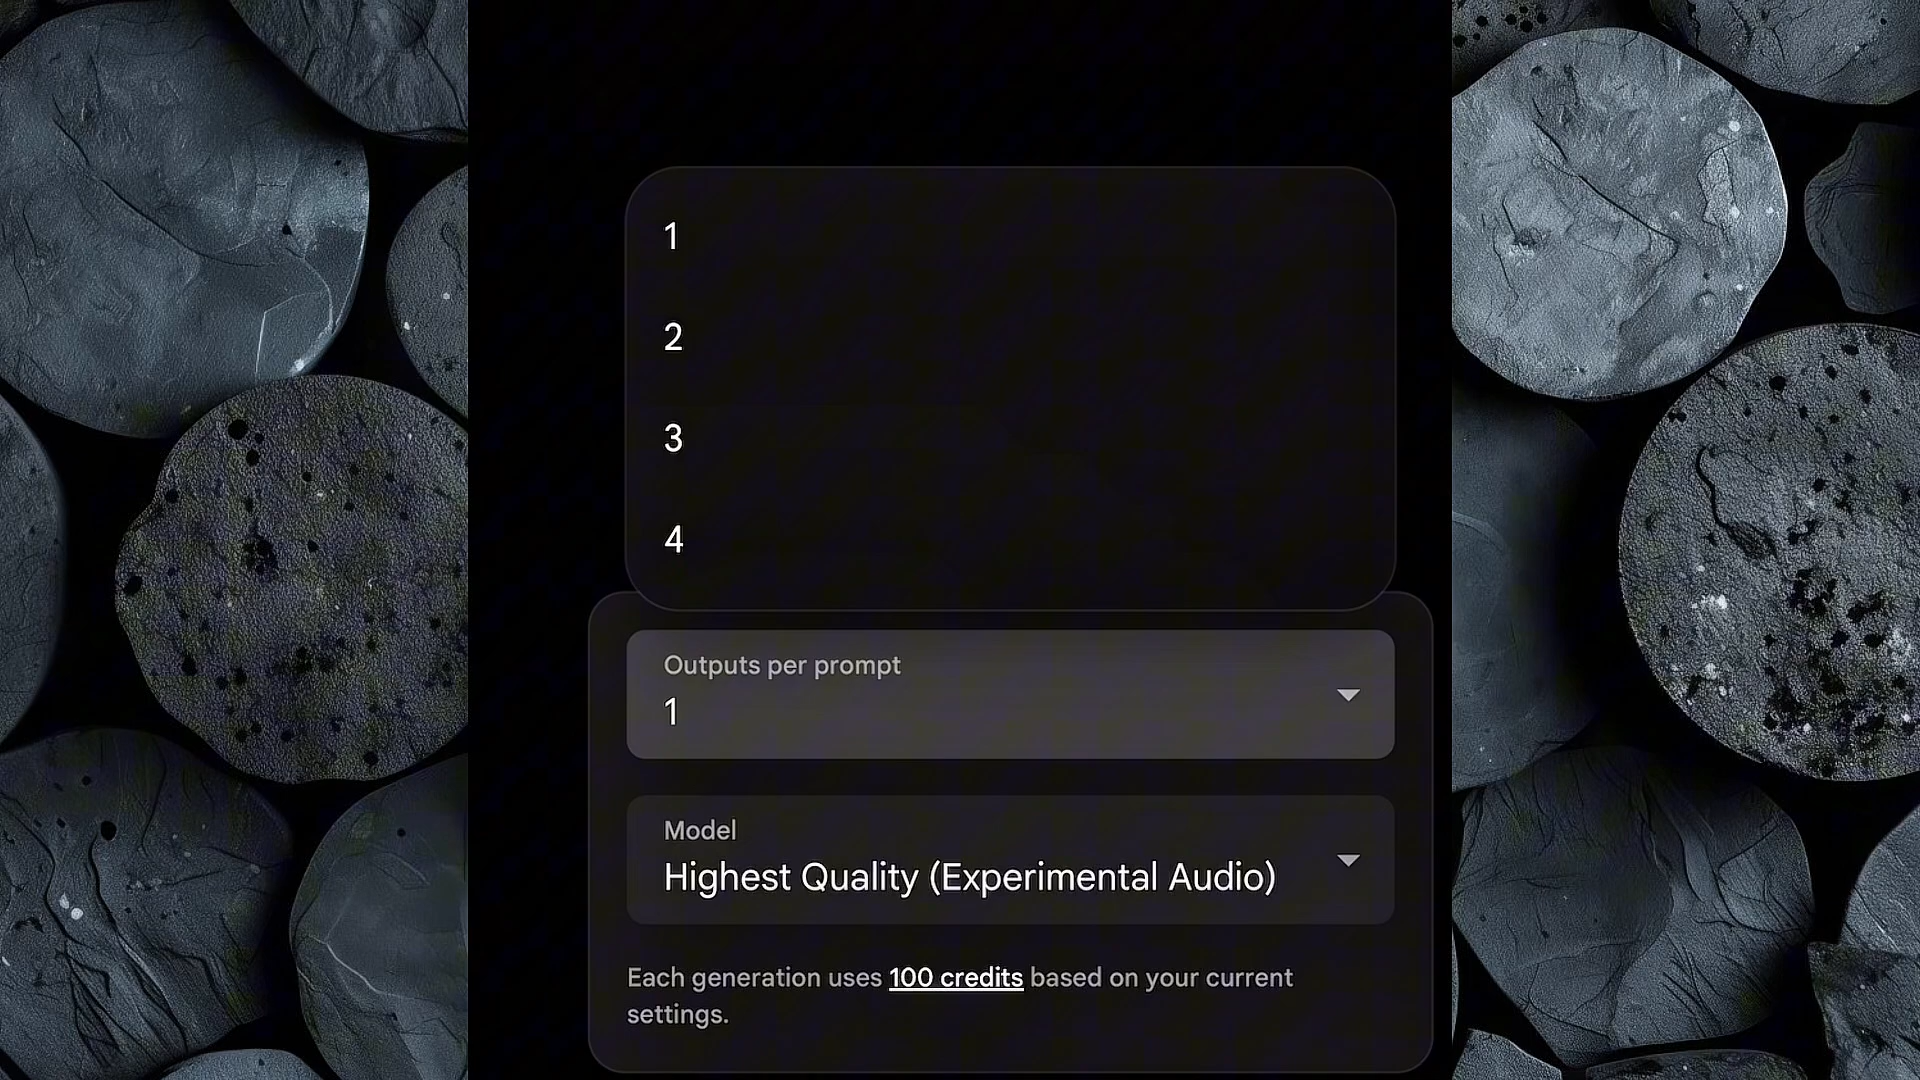 1
2
3
4
Outputs per prompt
1
Model
Highest Quality (Experimental Audio)
Each generation uses 100 credits based on your current
settings.